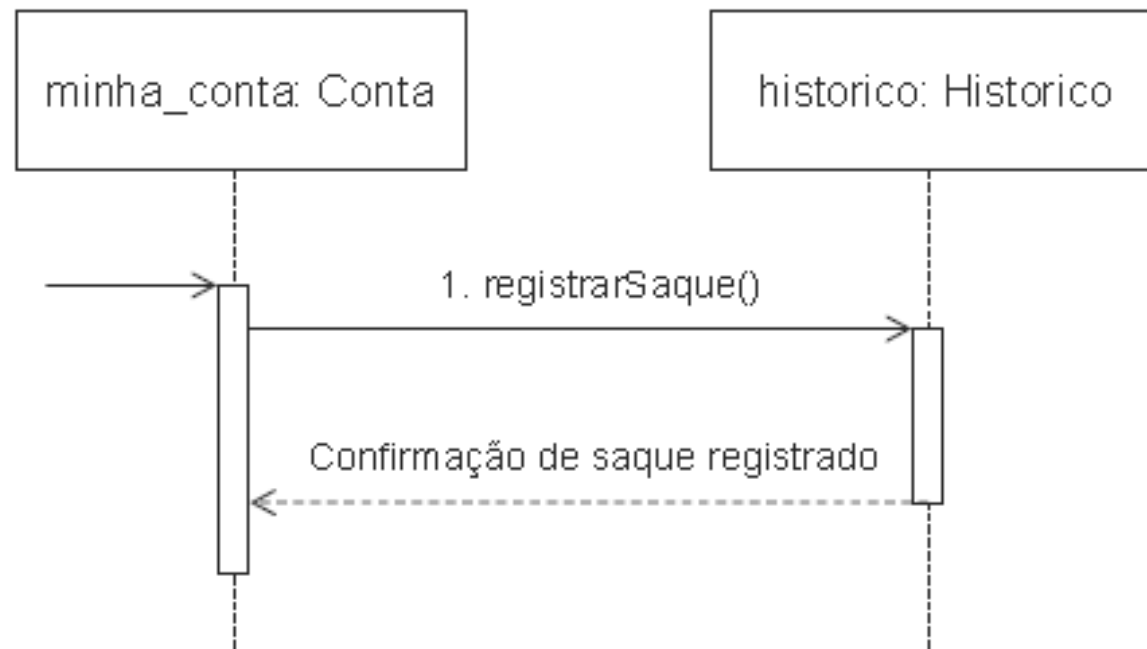 minha_conta: Conta
historico: Historico
1. registrarSaque()
Confirmação de saque registrado